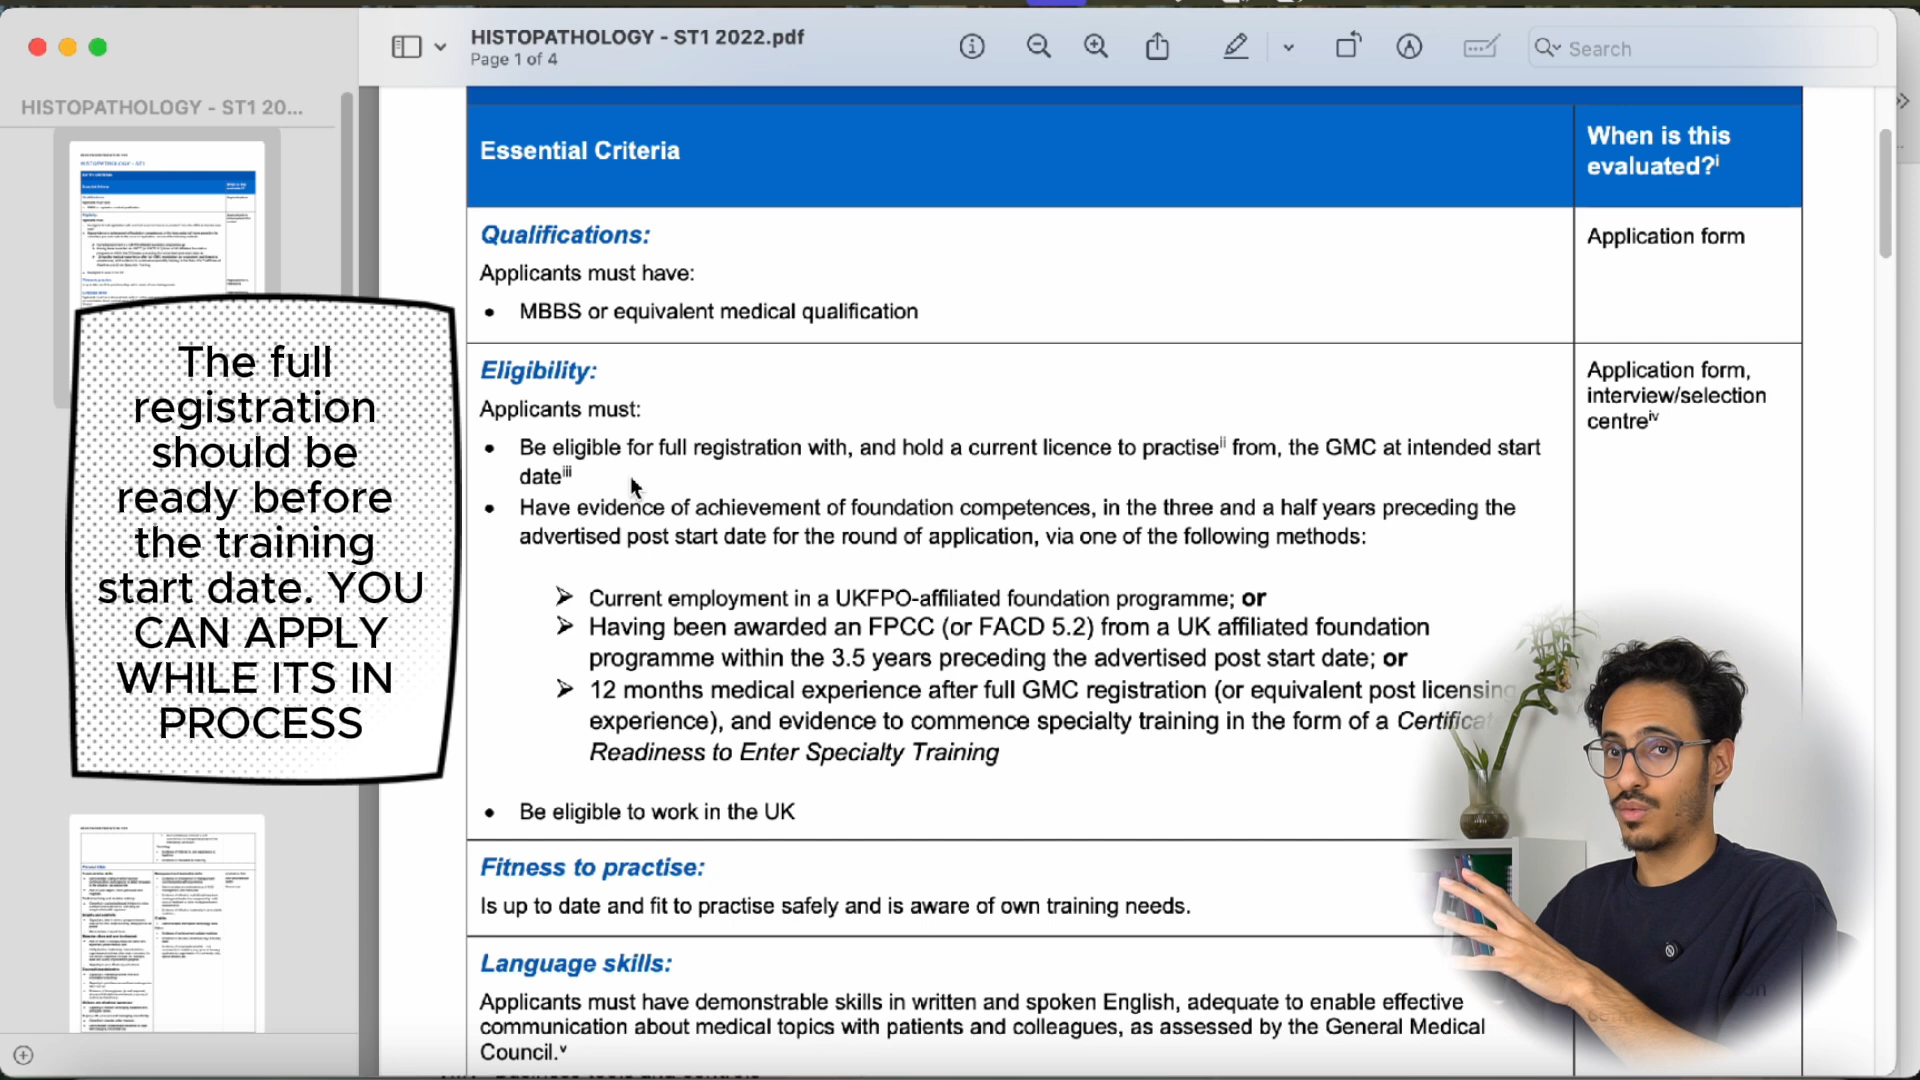 HISTOPATHOLOGY - ST1 2022.pdf
Page 1 of 4
Search
HISTOPATHOLOGY - ST1 20...
Essential Criteria
When is this
evaluated?i
Qualifications:
Applicants must have:
• MBBS or equivalent medical qualification
Application form
Eligibility:
Applicants must:
• Be eligible for full registration with, and hold a current licence to practiseii from, the GMC at intended start
dateiii
• Have evidence of achievement of foundation competences, in the three and a half years preceding the
advertised post start date for the round of application, via one of the following methods:
➢ Current employment in a UKFPO-affiliated foundation programme; or
➢ Having been awarded an FPCC (or FACD 5.2) from a UK affiliated foundation
programme within the 3.5 years preceding the advertised post start date; or
➢ 12 months medical experience after full GMC registration (or equivalent post licensing
experience), and evidence to commence specialty training in the form of a Certificat
Readiness to Enter Specialty Training
• Be eligible to work in the UK
Application form,
interview/selection
centreiv
Fitness to practise:
Is up to date and fit to practise safely and is aware of own training needs.
Language skills:
Applicants must have demonstrable skills in written and spoken English, adequate to enable effective
communication about medical topics with patients and colleagues, as assessed by the General Medical
Council.v
The full
registration
should be
ready before
the training
start date. YOU
CAN APPLY
WHILE ITS IN
PROCESS